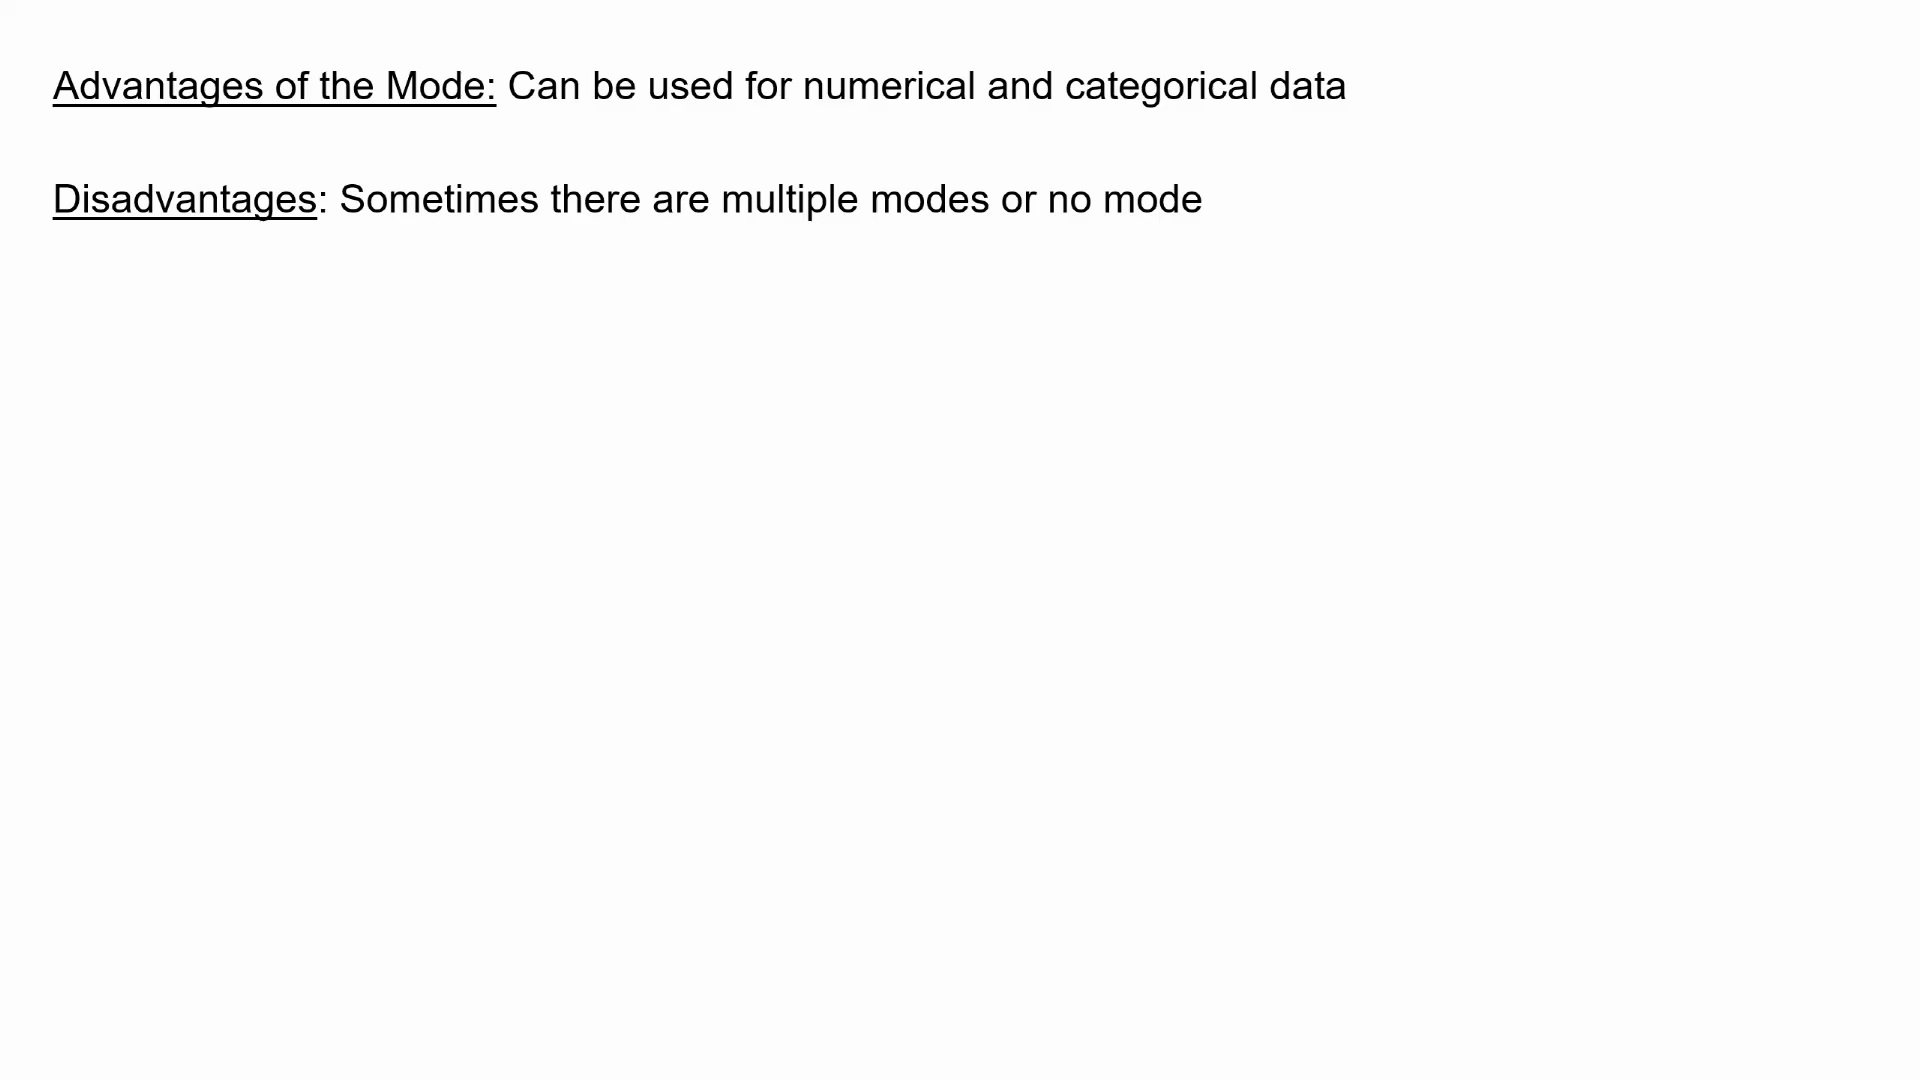 Advantages of the Mode: Can be used for numerical and categorical data
Disadvantages: Sometimes there are multiple modes or no mode